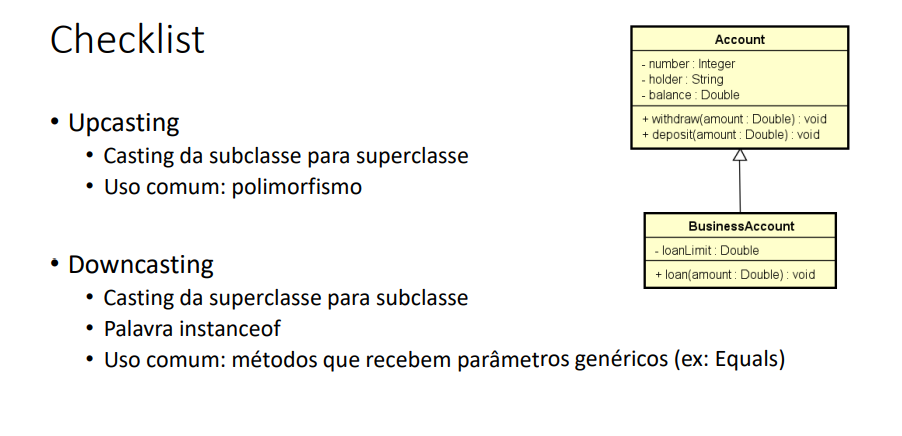 Checklist
• Upcasting
• Casting da subclasse para superclasse
• Uso comum: polimorfismo
• Downcasting
• Casting da superclasse para subclasse
• Palavra instanceof
• Uso comum: métodos que recebem parâmetros genéricos (ex: Equals)
Account
- number : Integer
- holder : String
- balance : Double
+ withdraw(amount : Double) : void
+ deposit(amount : Double) : void
BusinessAccount
- loanLimit : Double
+ loan(amount : Double) : void